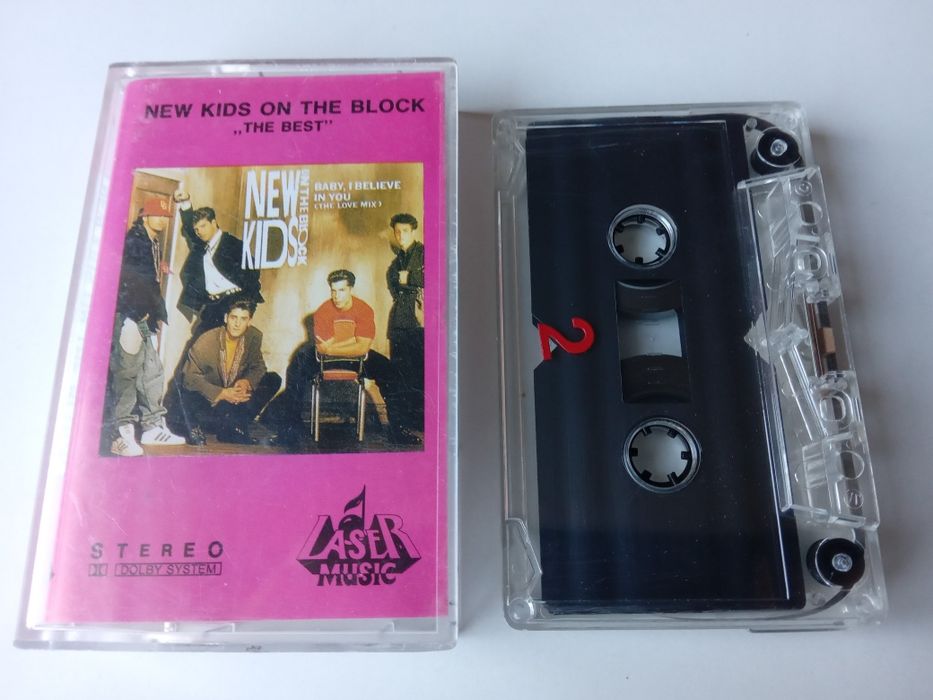 NEW KIDS ON THE BLOCK
„THE BEST"
NEW
KIDS
ON THE BLOCK
BABY, I BELIEVE
IN YOU
(THE LOVE MIX)
STEREO
DOLBY SYSTEM
LASER
MUSIC
2